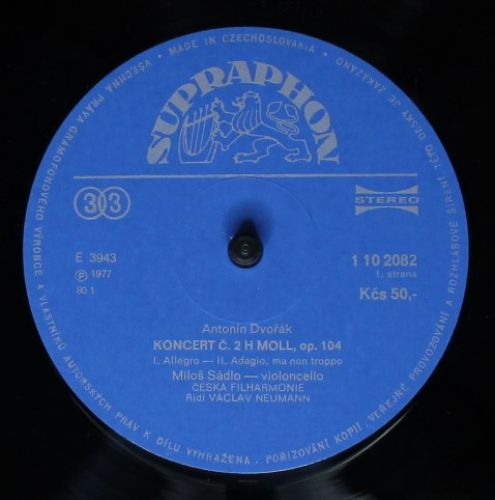 VŠECHNA PRÁVA GRAMOFONOVÉHO VÝROBCE A VLASTNÍKŮ AUTORSKÝCH PRÁV K DÍLU VYHRAŽENA. POŘIZOVÁNÍ KOPIÍ, VEŘEJNÉ PROVOZOVÁNÍ A ROZHLASOVÉ ŠÍŘENÍ TÉTO DESKY JE ZAKÁZÁNO • MADE IN CZECHOSLOVAKIA •
SUPRAPHON
33
STEREO
E 3943
1 10 2082
℗ 1977
1. strana
80 1
Kčs 50,-
Antonín Dvořák
KONCERT Č. 2 H MOLL, op. 104
I. Allegro — II. Adagio, ma non troppo
Miloš Sádlo — violoncello
ČESKÁ FILHARMONIE
Řídí VÁCLAV NEUMANN